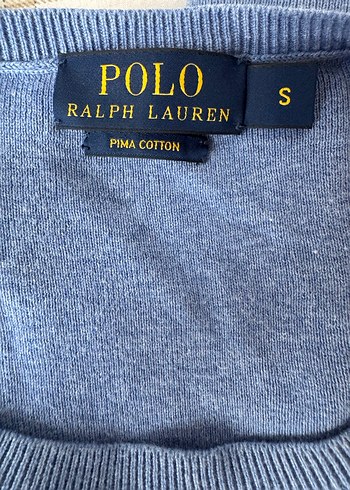 POLO
RALPH LAUREN
S
PIMA COTTON